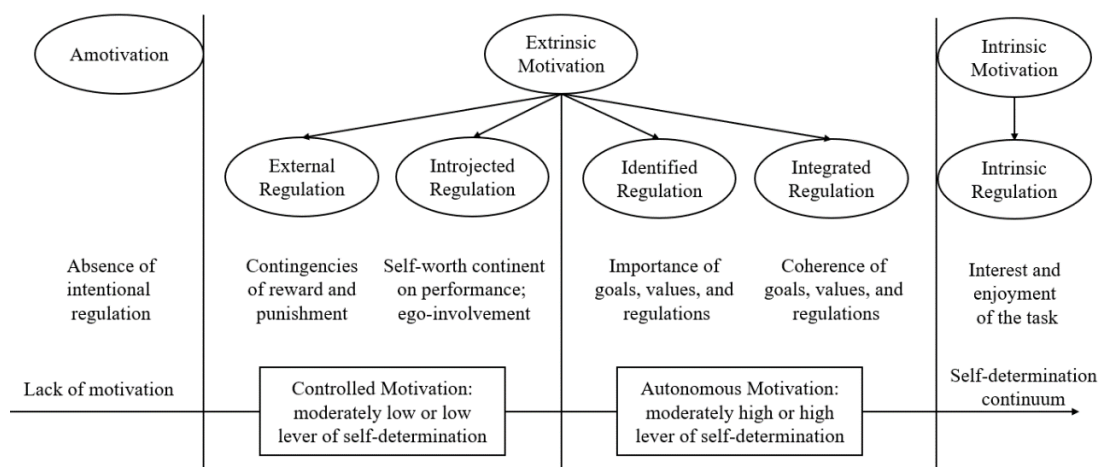 Amotivation
Extrinsic
Motivation
Intrinsic
Motivation
External
Regulation
Introjected
Regulation
Identified
Regulation
Integrated
Regulation
Intrinsic
Regulation
Absence of
intentional
regulation
Contingencies
of reward and
punishment
Self-worth continent
on performance;
ego-involvement
Importance of
goals, values, and
regulations
Coherence of
goals, values, and
regulations
Interest and
enjoyment
of the task
Lack of motivation
Controlled Motivation:
moderately low or low
lever of self-determination
Autonomous Motivation:
moderately high or high
lever of self-determination
Self-determination
continuum